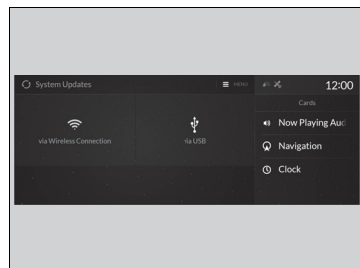 System Updates
MENU
12:00
Cards
via Wireless Connection
via USB
Now Playing Aud
Navigation
Clock